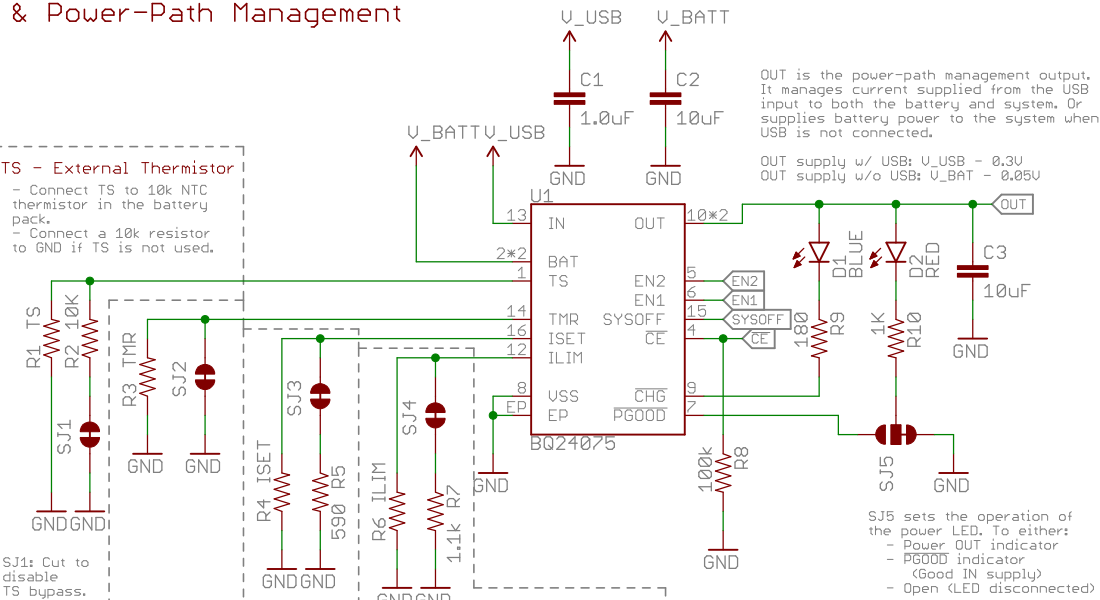 & Power-Path Management
V_USB
V_BATT
C1
1.0uF
C2
10uF
GND
GND
OUT is the power-path management output.
It manages current supplied from the USB
input to both the battery and system. Or
supplies battery power to the system when
USB is not connected.
OUT supply w/ USB: V_USB - 0.3V
OUT supply w/o USB: V_BAT - 0.05V
V_BATT
V_USB
TS - External Thermistor
- Connect TS to 10k NTC
thermistor in the battery
pack.
- Connect a 10k resistor
to GND if TS is not used.
U1
13 IN
OUT 10*2
2*2 BAT
1 TS
EN2 5
EN1 6
14 TMR
SYSOFF 15
16 ISET
CE 4
12 ILIM
8 VSS
CHG 9
EP EP
PGOOD 7
BQ24075
OUT
EN2
EN1
SYSOFF
CE
D1
BLUE
D2
RED
C3
10uF
GND
180
R9
1K
R10
R1 TS
R2 10K
R3 TMR
SJ2
SJ3
SJ4
SJ1
GND
GND
R4 ISET
590 R5
R6 ILIM
1.1k R7
GND
100k
R8
SJ5
GND
GND
GND
GND
GND
GND
GND
GND
SJ1: Cut to
disable
TS bypass.
SJ5 sets the operation of
the power LED. To either:
- Power OUT indicator
- PGOOD indicator
(Good IN supply)
- Open (LED disconnected)
GND